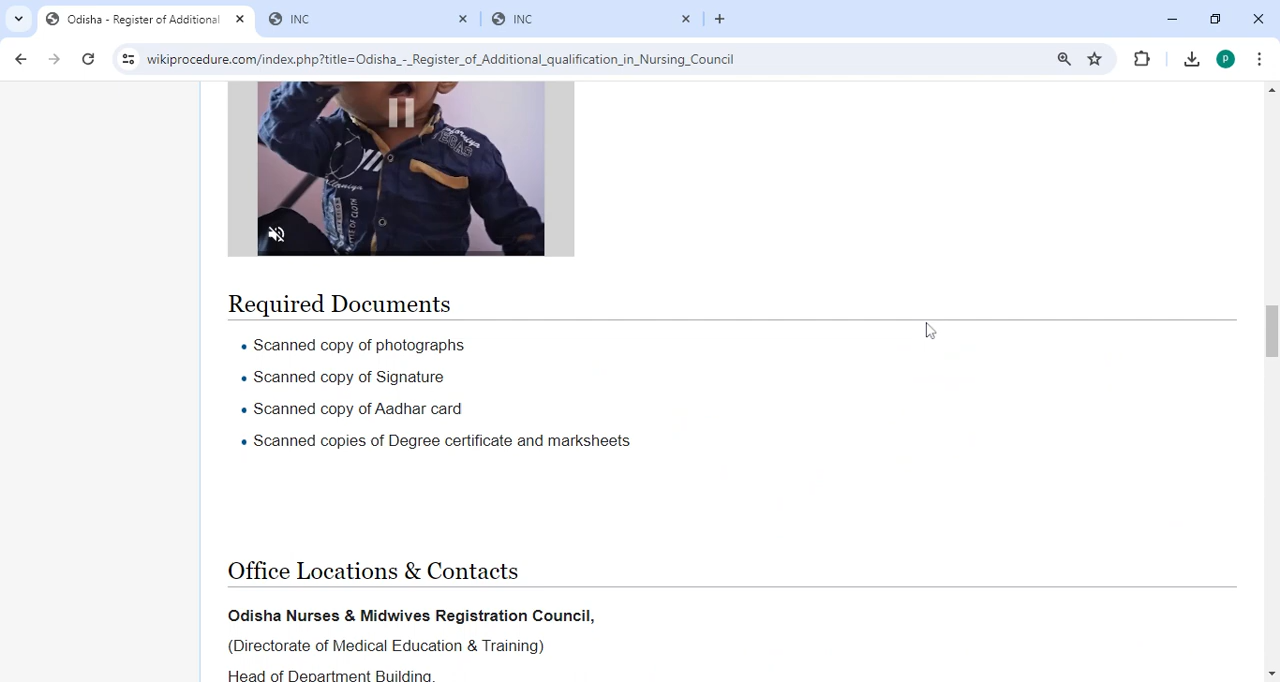 Odisha - Register of Additional
INC
INC
wikiprocedure.com/index.php?title=Odisha_-_Register_of_Additional_qualification_in_Nursing_Council
P
Required Documents
Scanned copy of photographs
Scanned copy of Signature
Scanned copy of Aadhar card
Scanned copies of Degree certificate and marksheets
Office Locations & Contacts
Odisha Nurses & Midwives Registration Council,
(Directorate of Medical Education & Training)
Head of Department Building,